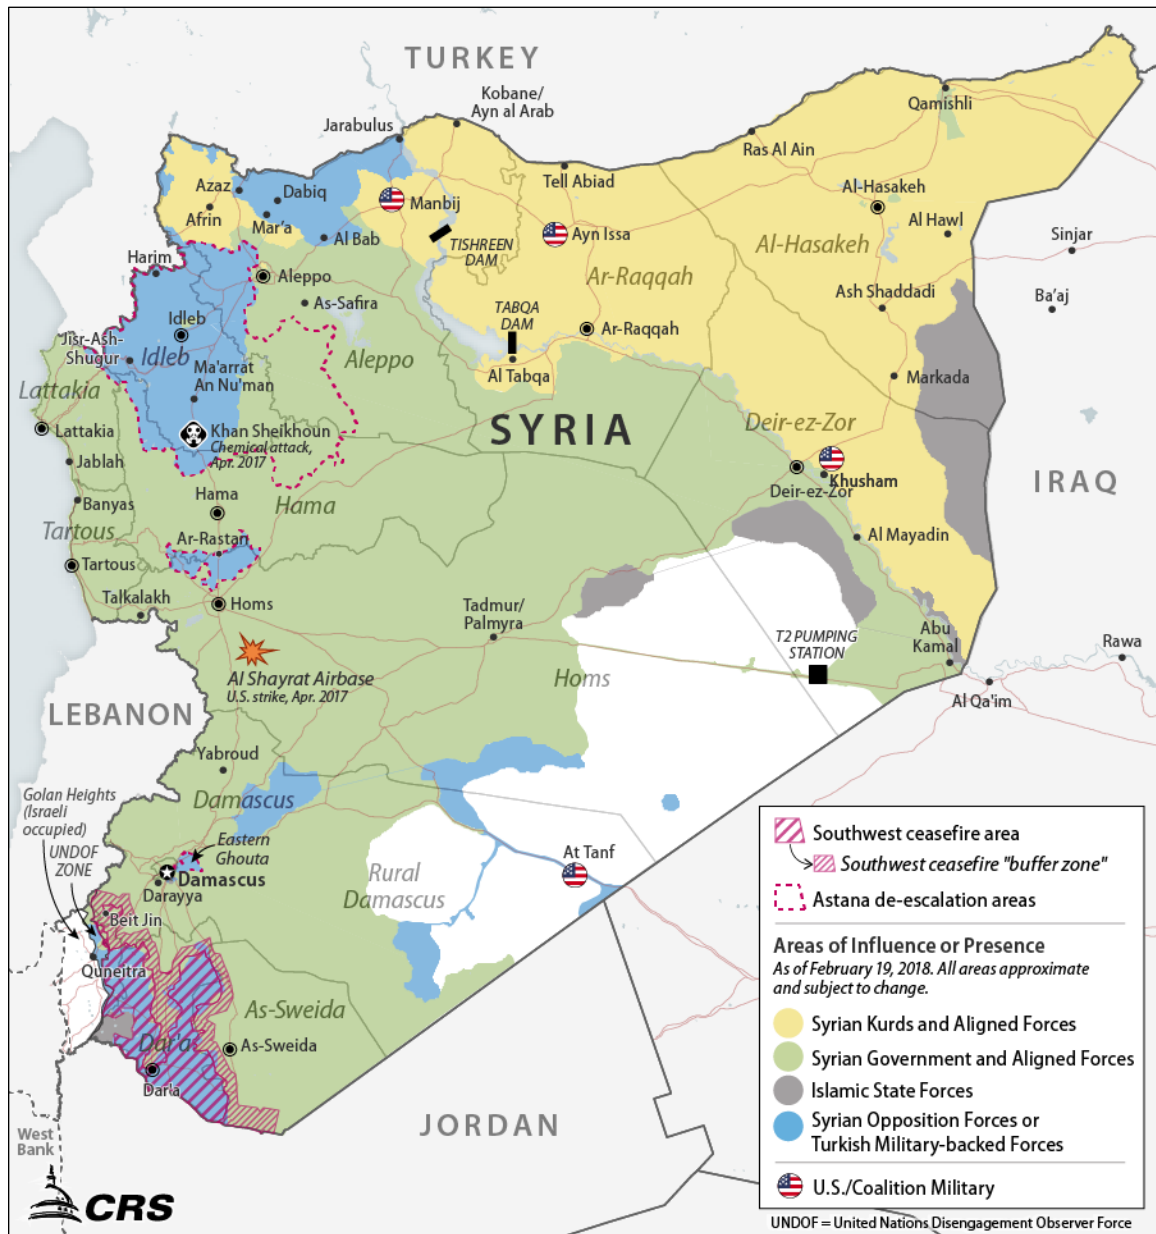 TURKEY
Kobane/
Ayn al Arab
Jarabulus
Qamishli
Ras Al Ain
Azaz
Dabiq
Tell Abiad
Al-Hasakeh
Afrin
Manbij
Mar'a
Al Bab
Ayn Issa
Al Hawl
Sinjar
TISHREEN
DAM
Al-Hasakeh
Harim
Aleppo
Ar-Raqqah
As-Safira
Ash Shaddadi
Ba'aj
Idleb
TABQA
DAM
Ar-Raqqah
Jisr-Ash-
Shugur
Idleb
Aleppo
Ma'arrat
An Nu'man
Al Tabqa
Markada
Lattakia
SYRIA
Deir-ez-Zor
Lattakia
Khan Sheikhoun
Chemical attack,
Apr. 2017
Jablah
Khusham
IRAQ
Deir-ez-Zor
Banyas
Hama
Hama
Tartous
Ar-Rastan
Al Mayadin
Tartous
Talkalakh
Homs
Tadmur/
Palmyra
Abu
Kamal
T2 PUMPING
STATION
Rawa
Al Shayrat Airbase
U.S. strike, Apr. 2017
Homs
Al Qa'im
LEBANON
Yabroud
Golan Heights
(Israeli
occupied)
Damascus
UNDOF
ZONE
Eastern
Ghouta
At Tanf
Damascus
Rural
Damascus
Darayya
Beit Jin
Quneitra
As-Sweida
Dar'a
As-Sweida
Darla
JORDAN
West
Bank
CRS
Southwest ceasefire area
Southwest ceasefire "buffer zone"
Astana de-escalation areas
Areas of Influence or Presence
As of February 19, 2018. All areas approximate
and subject to change.
Syrian Kurds and Aligned Forces
Syrian Government and Aligned Forces
Islamic State Forces
Syrian Opposition Forces or
Turkish Military-backed Forces
U.S./Coalition Military
UNDOF = United Nations Disengagement Observer Force